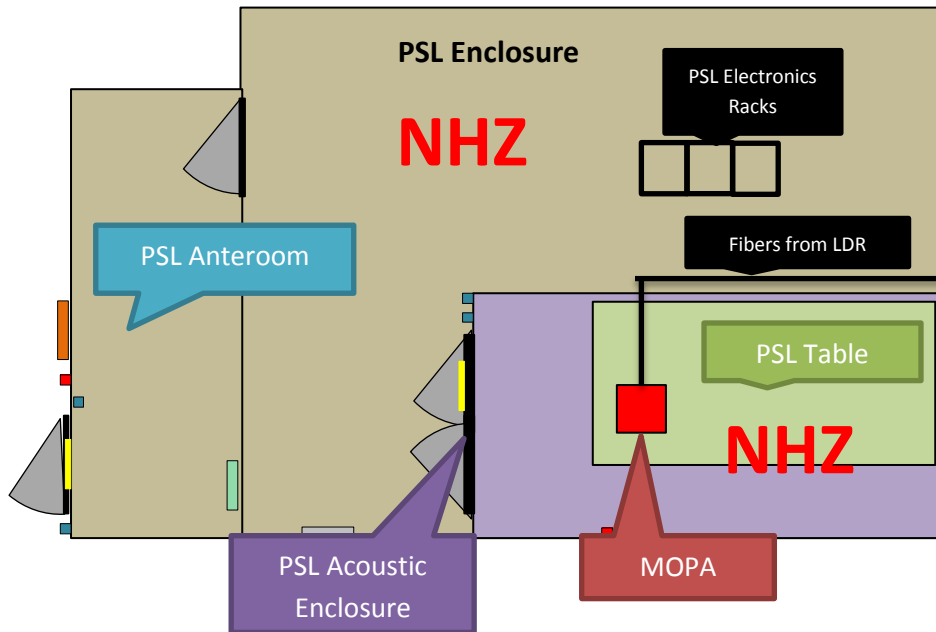 PSL Enclosure
PSL Electronics
Racks
NHZ
PSL Anteroom
Fibers from LDR
PSL Table
NHZ
PSL Acoustic
Enclosure
MOPA